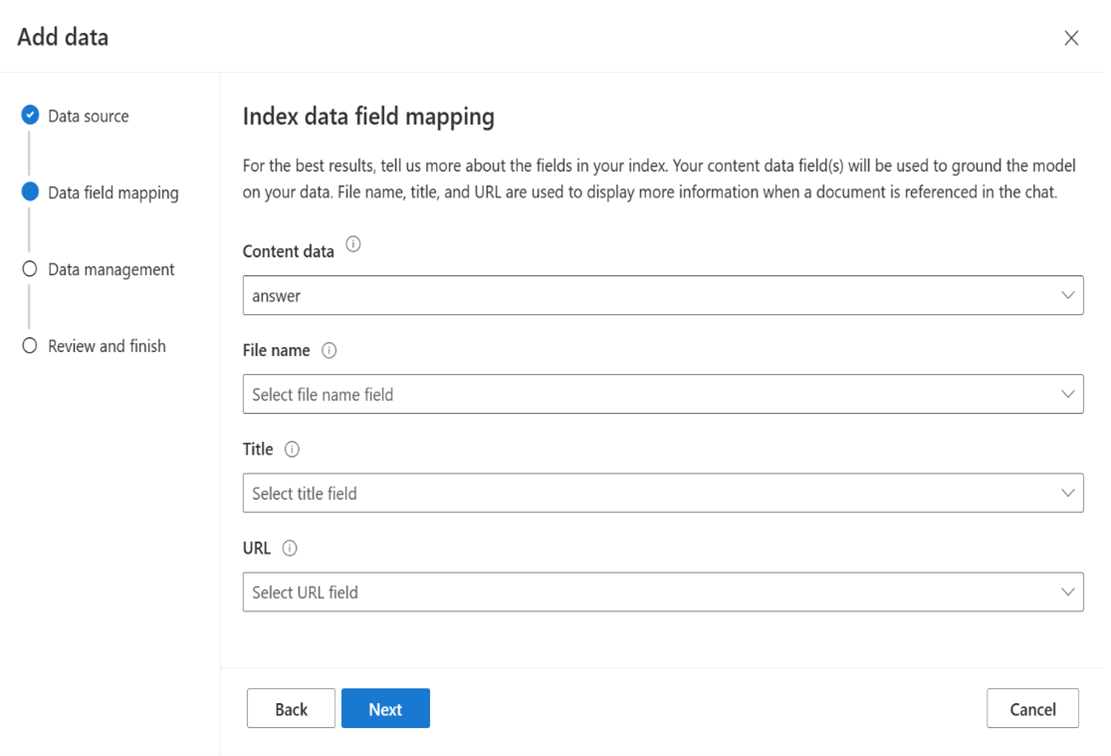 Add data
Data source
Data field mapping
Data management
Review and finish
Index data field mapping
For the best results, tell us more about the fields in your index. Your content data field(s) will be used to ground the model
on your data. File name, title, and URL are used to display more information when a document is referenced in the chat.
Content data
answer
File name
Select file name field
Title
Select title field
URL
Select URL field
Back
Next
Cancel